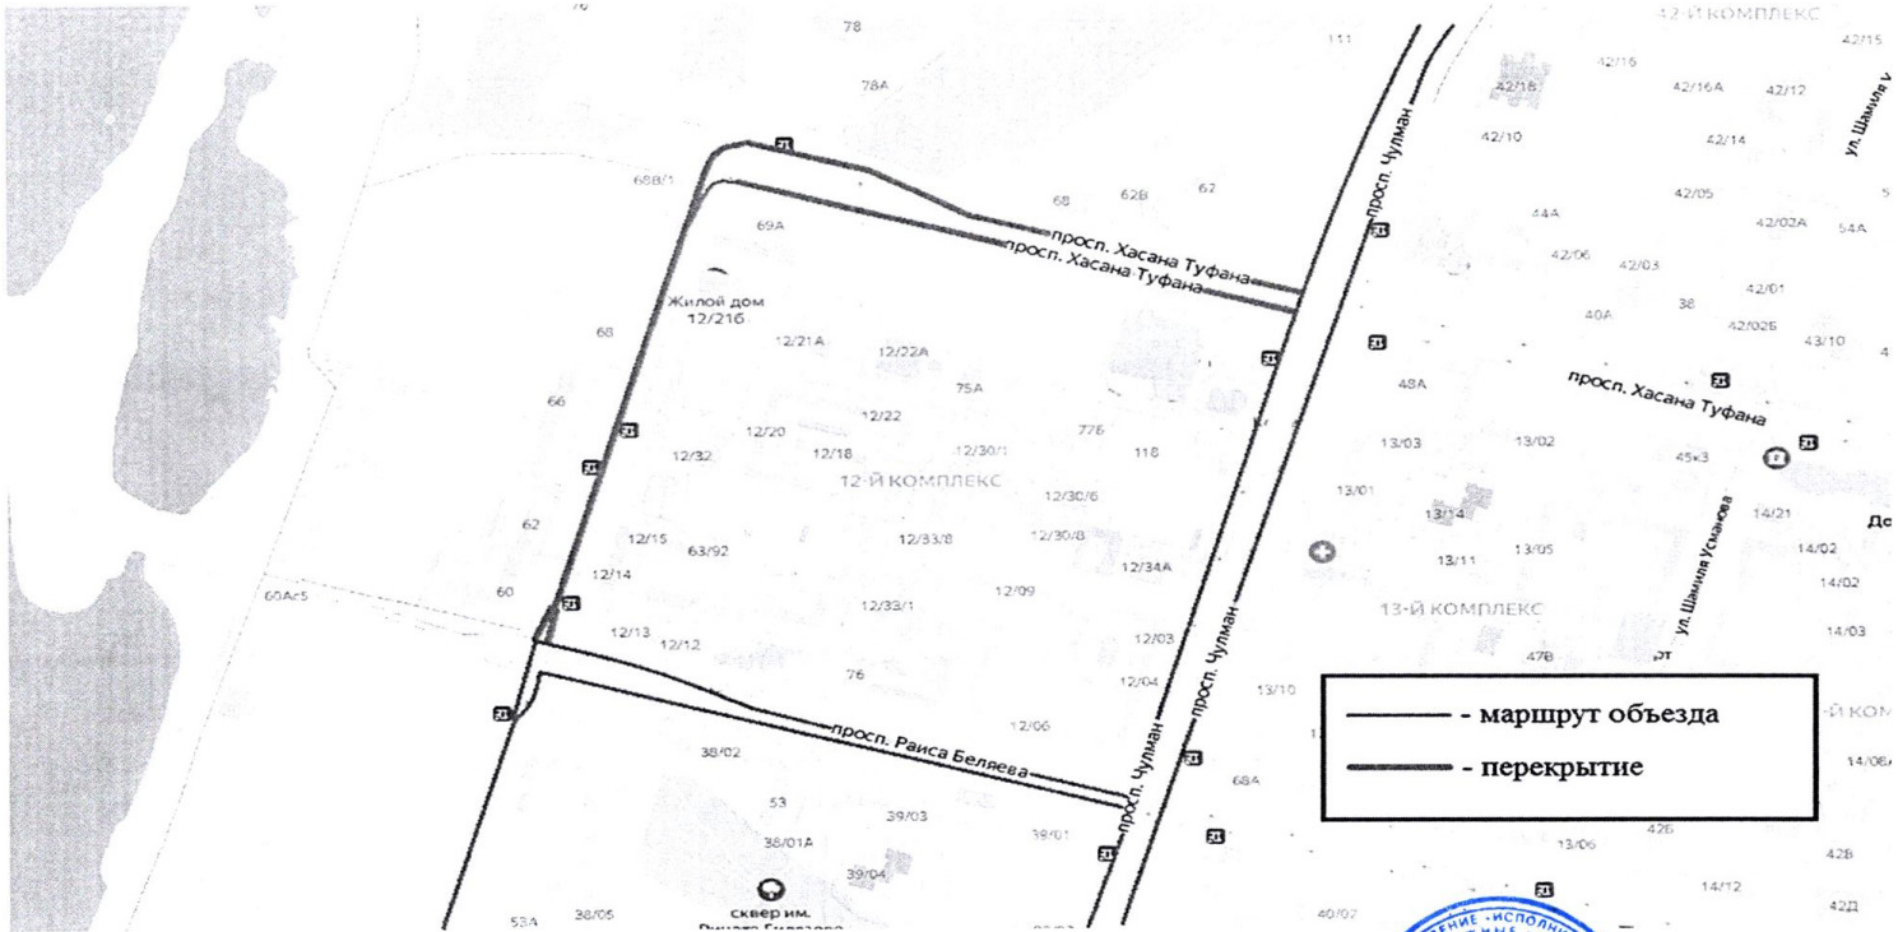 78
42-Й КОМПЛЕКС
111
42/15
42/16
78А
42/18
42/16А
42/12
ул. Шамиля У
просп. Чулман
42/10
42/14
68В/1
68
62В
62
42/05
69А
44А
42/02А
54А
просп. Хасана Туфана
просп. Хасана Туфана
42/06
42/03
42/01
Жилой дом
12/21б
38
40А
42/02Б
68
12/21А
12/22А
43/10
75А
48А
просп. Хасана Туфана
66
12/22
12/20
77Б
12/32
12/18
12/30/1
118
13/03
13/02
45к3
12-Й КОМПЛЕКС
12/30/6
13/01
62
13/14
14/21
12/15
63/92
12/33/8
12/30/8
ул. Шамиля Усманова
14/02
12/14
12/34А
13/11
13/05
14/02
60Ас5
60
12/33/1
12/09
13-Й КОМПЛЕКС
12/13
12/12
12/03
14/03
47В
просп. Чулман
76
12/04
13/10
- маршрут объезда
12/06
просп. Раиса Беляева
просп. Чулман
38/02
- перекрытие
68А
53
39/03
39/01
38/01А
42Б
13/06
42В
39/04
14/12
сквер им.
53А
38/05
40/07
42Д